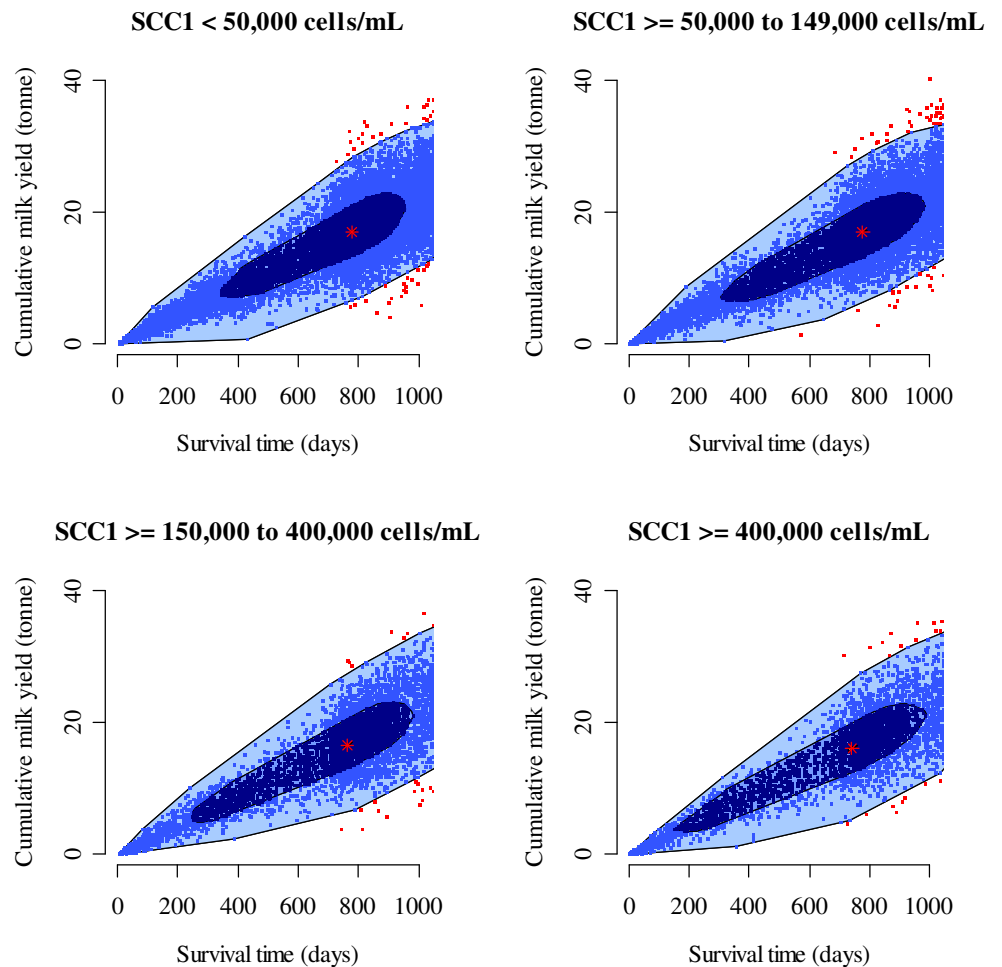 SCC1 < 50,000 cells/mL
Cumulative milk yield (tonne)
40
20
0
0 200 400 600 800 1000
Survival time (days)
SCC1 >= 50,000 to 149,000 cells/mL
Cumulative milk yield (tonne)
40
20
0
0 200 400 600 800 1000
Survival time (days)
SCC1 >= 150,000 to 400,000 cells/mL
Cumulative milk yield (tonne)
40
20
0
0 200 400 600 800 1000
Survival time (days)
SCC1 >= 400,000 cells/mL
Cumulative milk yield (tonne)
40
20
0
0 200 400 600 800 1000
Survival time (days)